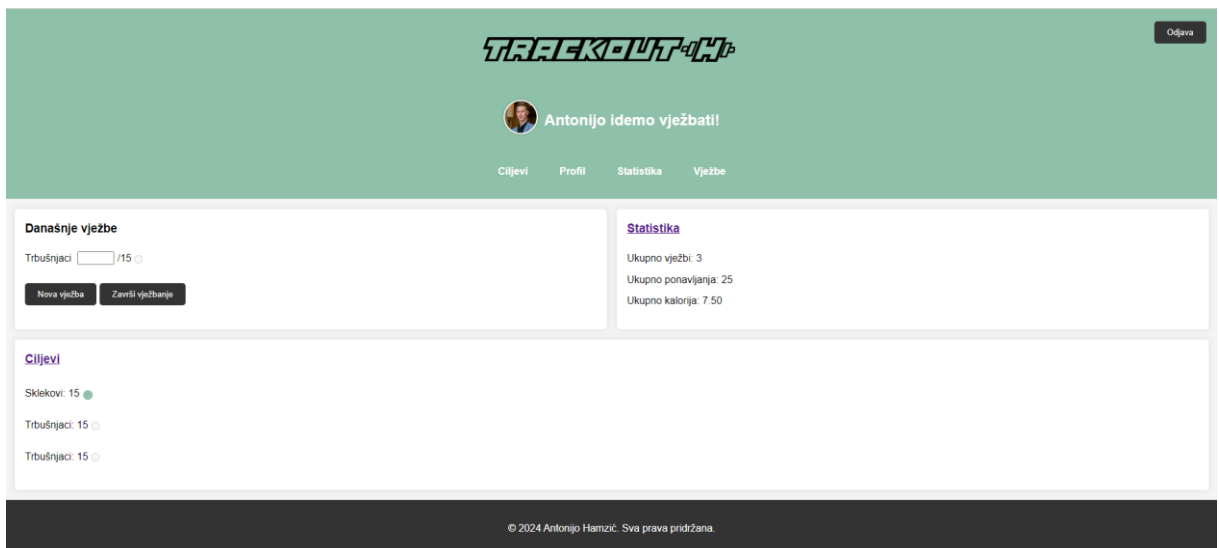 TRACKOUT-H
Odjava
Antonijo idemo vježbati!
Ciljevi Profil Statistika Vježbe
Današnje vježbe
Trbušnjaci /15
Nova vježba Završi vježbanje
Statistika
Ukupno vježbi: 3
Ukupno ponavljanja: 25
Ukupno kalorija: 7.50
Ciljevi
Sklekovi: 15
Trbušnjaci: 15
Trbušnjaci: 15
© 2024 Antonijo Hamzić. Sva prava pridržana.